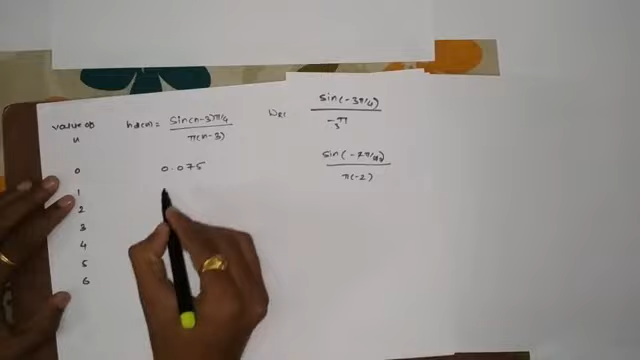 value of
n
hd(n) = sin(n-3)π/4
π(n-3)
sin(-3π/4)
-3π
0 0.075
sin(-2π/4)
π(-2)
1
2
3
4
5
6